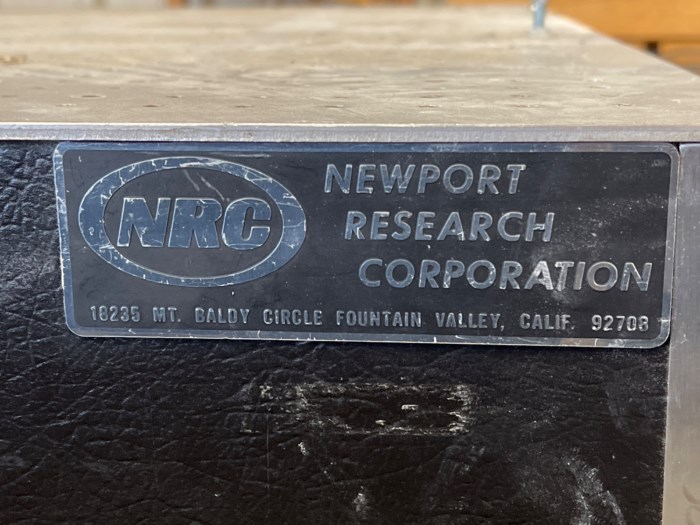 NRC
NEWPORT
RESEARCH
CORPORATION
18235 MT. BALDY CIRCLE FOUNTAIN VALLEY, CALIF. 92708